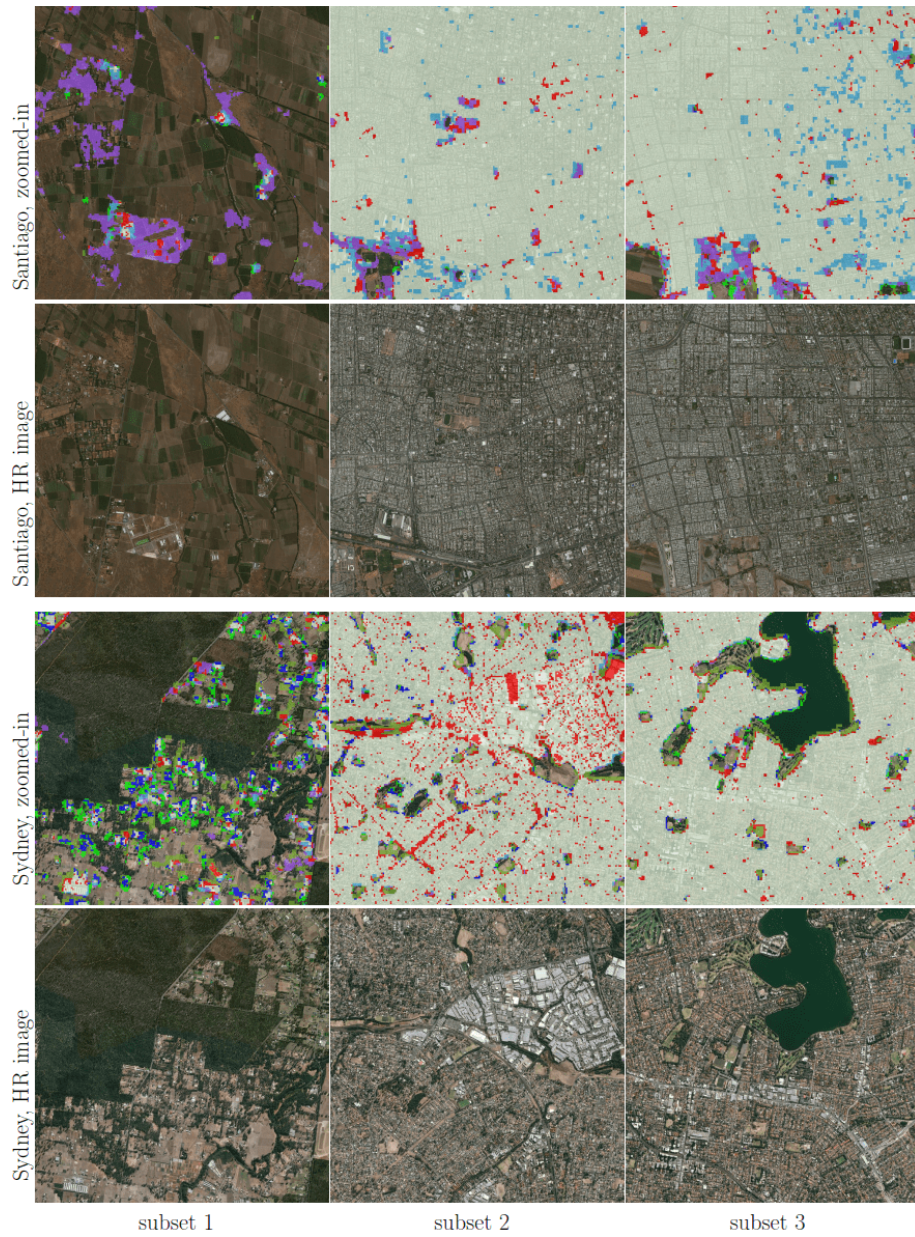 Santiago, zoomed-in
Santiago, HR image
Sydney, zoomed-in
Sydney, HR image
subset 1
subset 2
subset 3